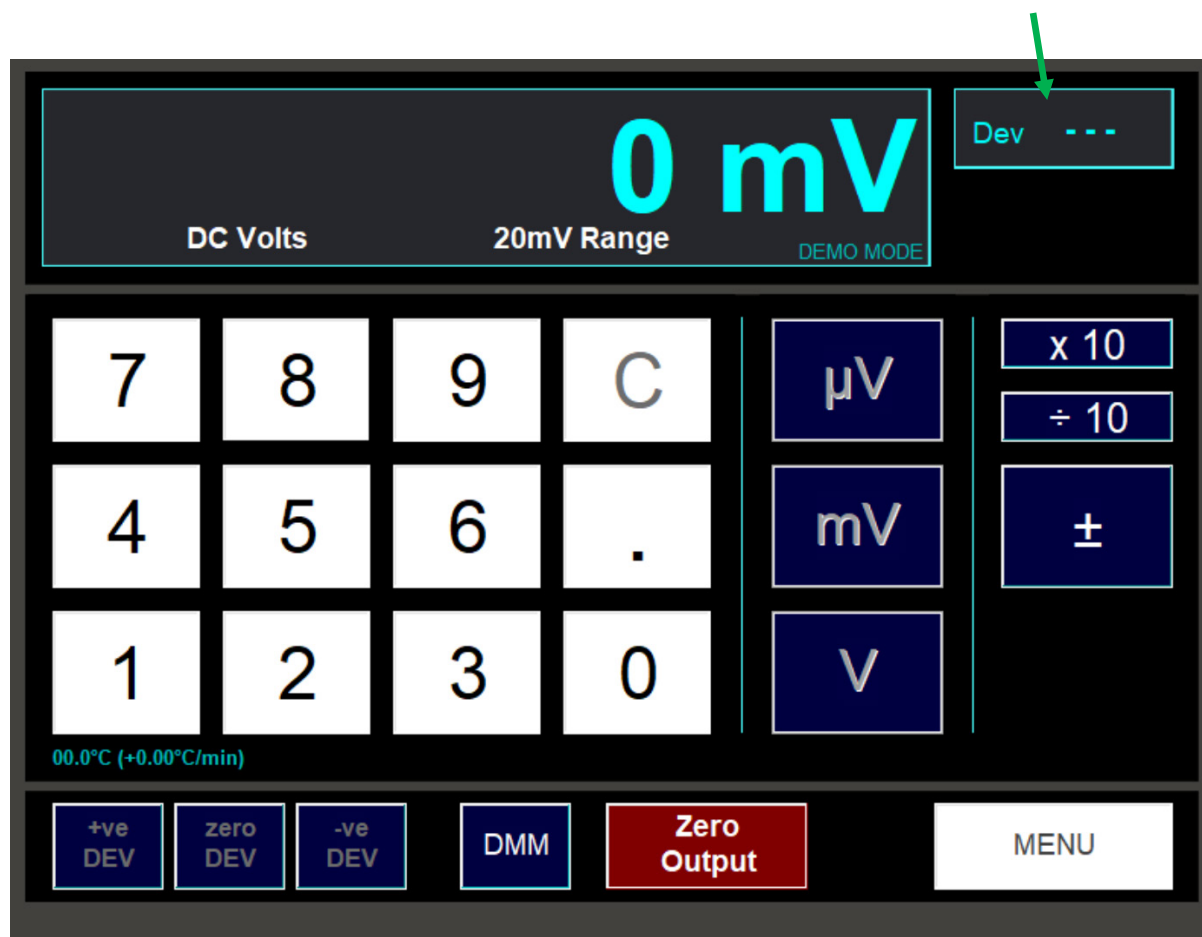 0 mV
Dev ---
DC Volts 20mV Range DEMO MODE
7 8 9 C µV x 10
÷ 10
4 5 6 . mV ±
1 2 3 0 V
00.0°C (+0.00°C/min)
+ve DEV
zero DEV
-ve DEV
DMM
Zero
Output
MENU